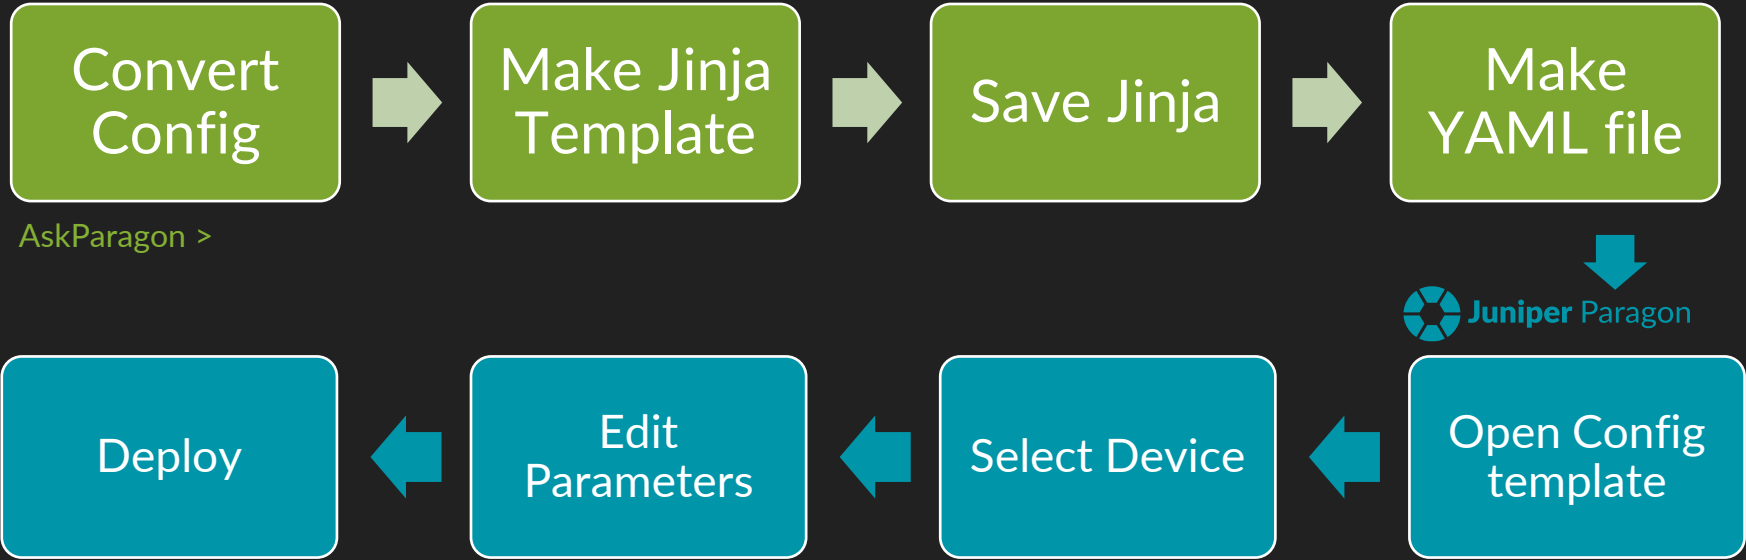 Convert
Config
Make Jinja
Template
Save Jinja
Make
YAML file
AskParagon >
Juniper Paragon
Open Config
template
Select Device
Edit
Parameters
Deploy